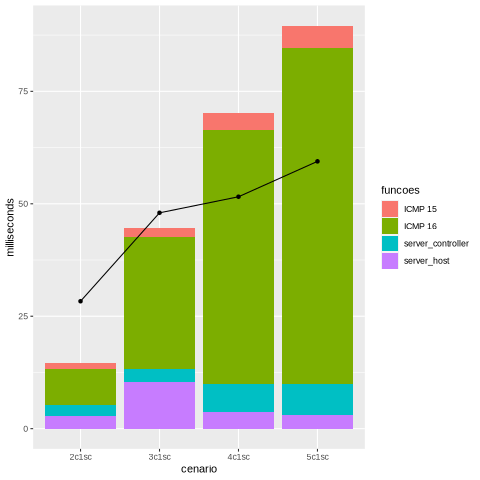 75
50
25
0
milliseconds
2c1sc 3c1sc 4c1sc 5c1sc
cenario
funcoes
ICMP 15
ICMP 16
server_controller
server_host